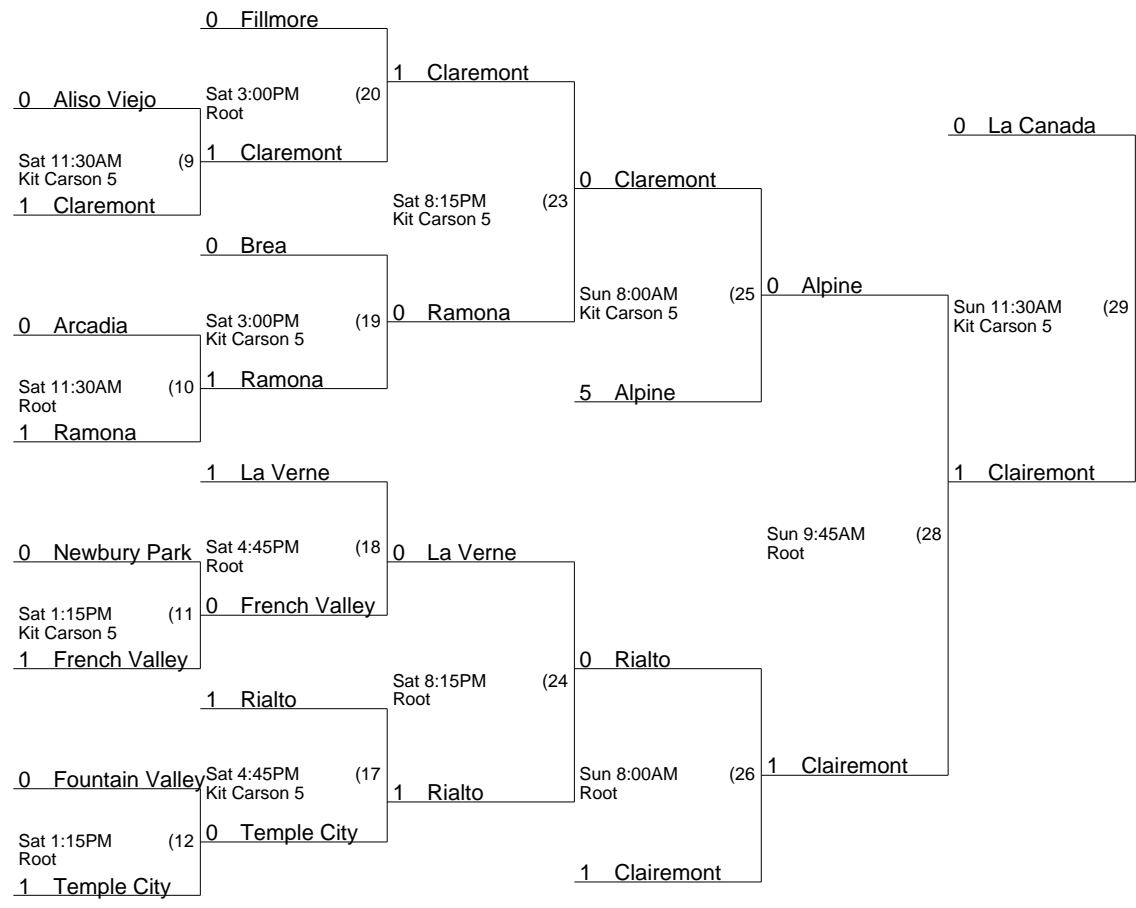 0 Fillmore
1 Claremont
0 Aliso Viejo
Sat 3:00PM (20
Root
0 La Canada
1 Claremont
Sat 11:30AM (9
Kit Carson 5
0 Claremont
Sat 8:15PM (23
Kit Carson 5
1 Claremont
0 Brea
0 Alpine
Sun 8:00AM (25
Kit Carson 5
Sun 11:30AM (29
Kit Carson 5
0 Ramona
0 Arcadia
Sat 3:00PM (19
Kit Carson 5
1 Ramona
Sat 11:30AM (10
Root
5 Alpine
1 Ramona
1 La Verne
1 Clairemont
Sun 9:45AM (28
Root
0 Newbury Park
Sat 4:45PM (18
Root
0 La Verne
0 French Valley
Sat 1:15PM (11
Kit Carson 5
1 French Valley
0 Rialto
Sat 8:15PM (24
Root
1 Rialto
1 Clairemont
0 Fountain Valley
Sat 4:45PM (17
Kit Carson 5
Sun 8:00AM (26
Root
1 Rialto
0 Temple City
Sat 1:15PM (12
Root
1 Clairemont
1 Temple City